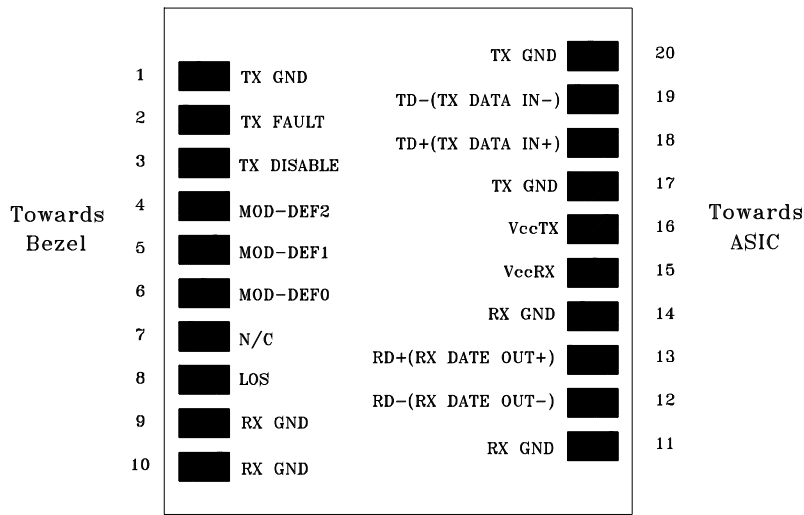 Towards
Bezel
1 TX GND
2 TX FAULT
3 TX DISABLE
4 MOD-DEF2
5 MOD-DEF1
6 MOD-DEF0
7 N/C
8 LOS
9 RX GND
10 RX GND
TX GND 20
TD-(TX DATA IN-) 19
TD+(TX DATA IN+) 18
TX GND 17
VccTX 16
VccRX 15
RX GND 14
RD+(RX DATE OUT+) 13
RD-(RX DATE OUT-) 12
RX GND 11
Towards
ASIC